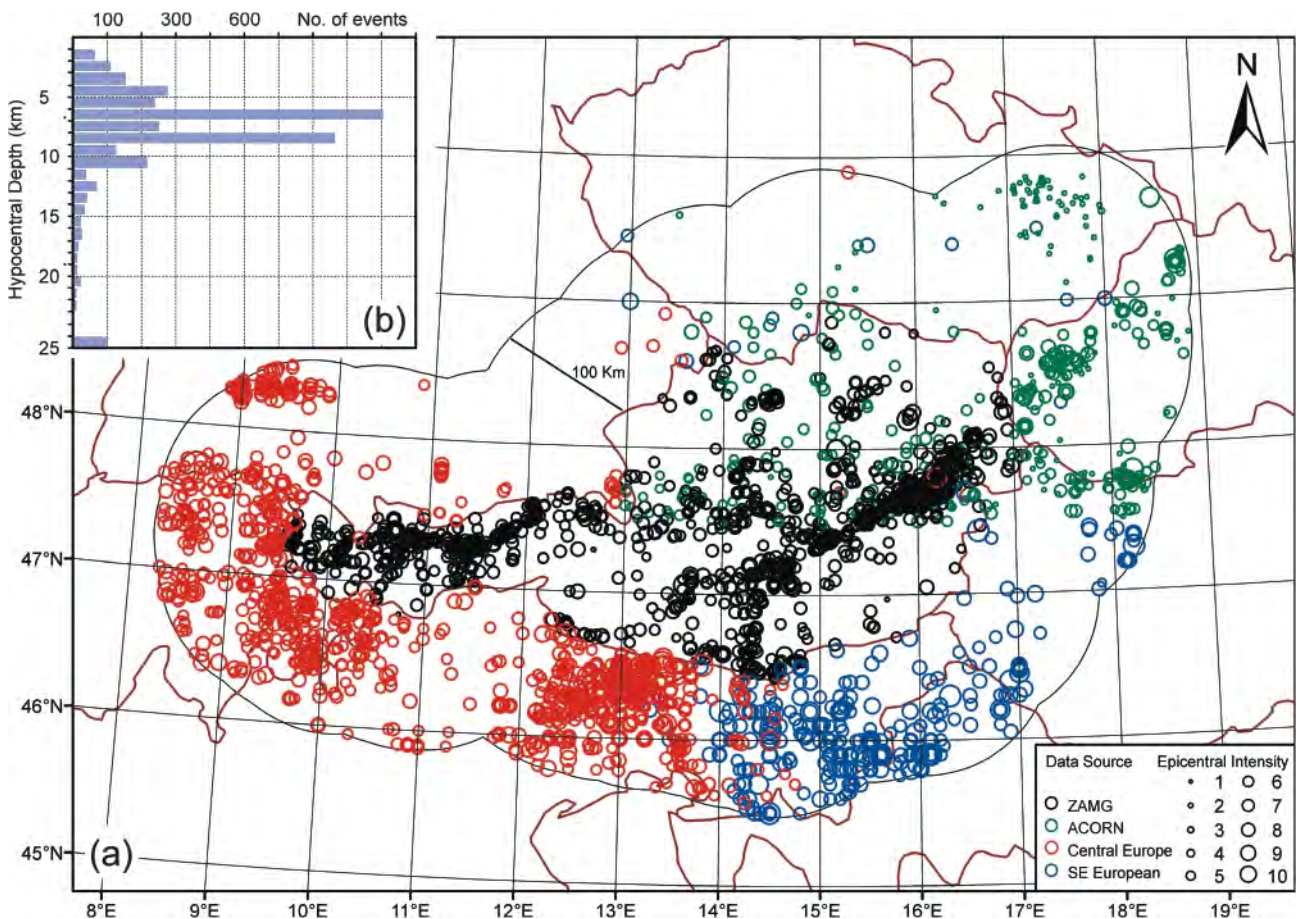 100 300 600 No. of events
Hypocentral Depth (km)
5
10
15
20
25
(b)
N
100 Km
48°N
47°N
46°N
45°N
(a)
8°E 9°E 10°E 11°E 12°E 13°E 14°E 15°E 16°E 17°E 18°E
Data Source Epicentral Intensity
ZAMG
ACORN
Central Europe
SE European
1 6
2 7
3 8
4 9
5 10